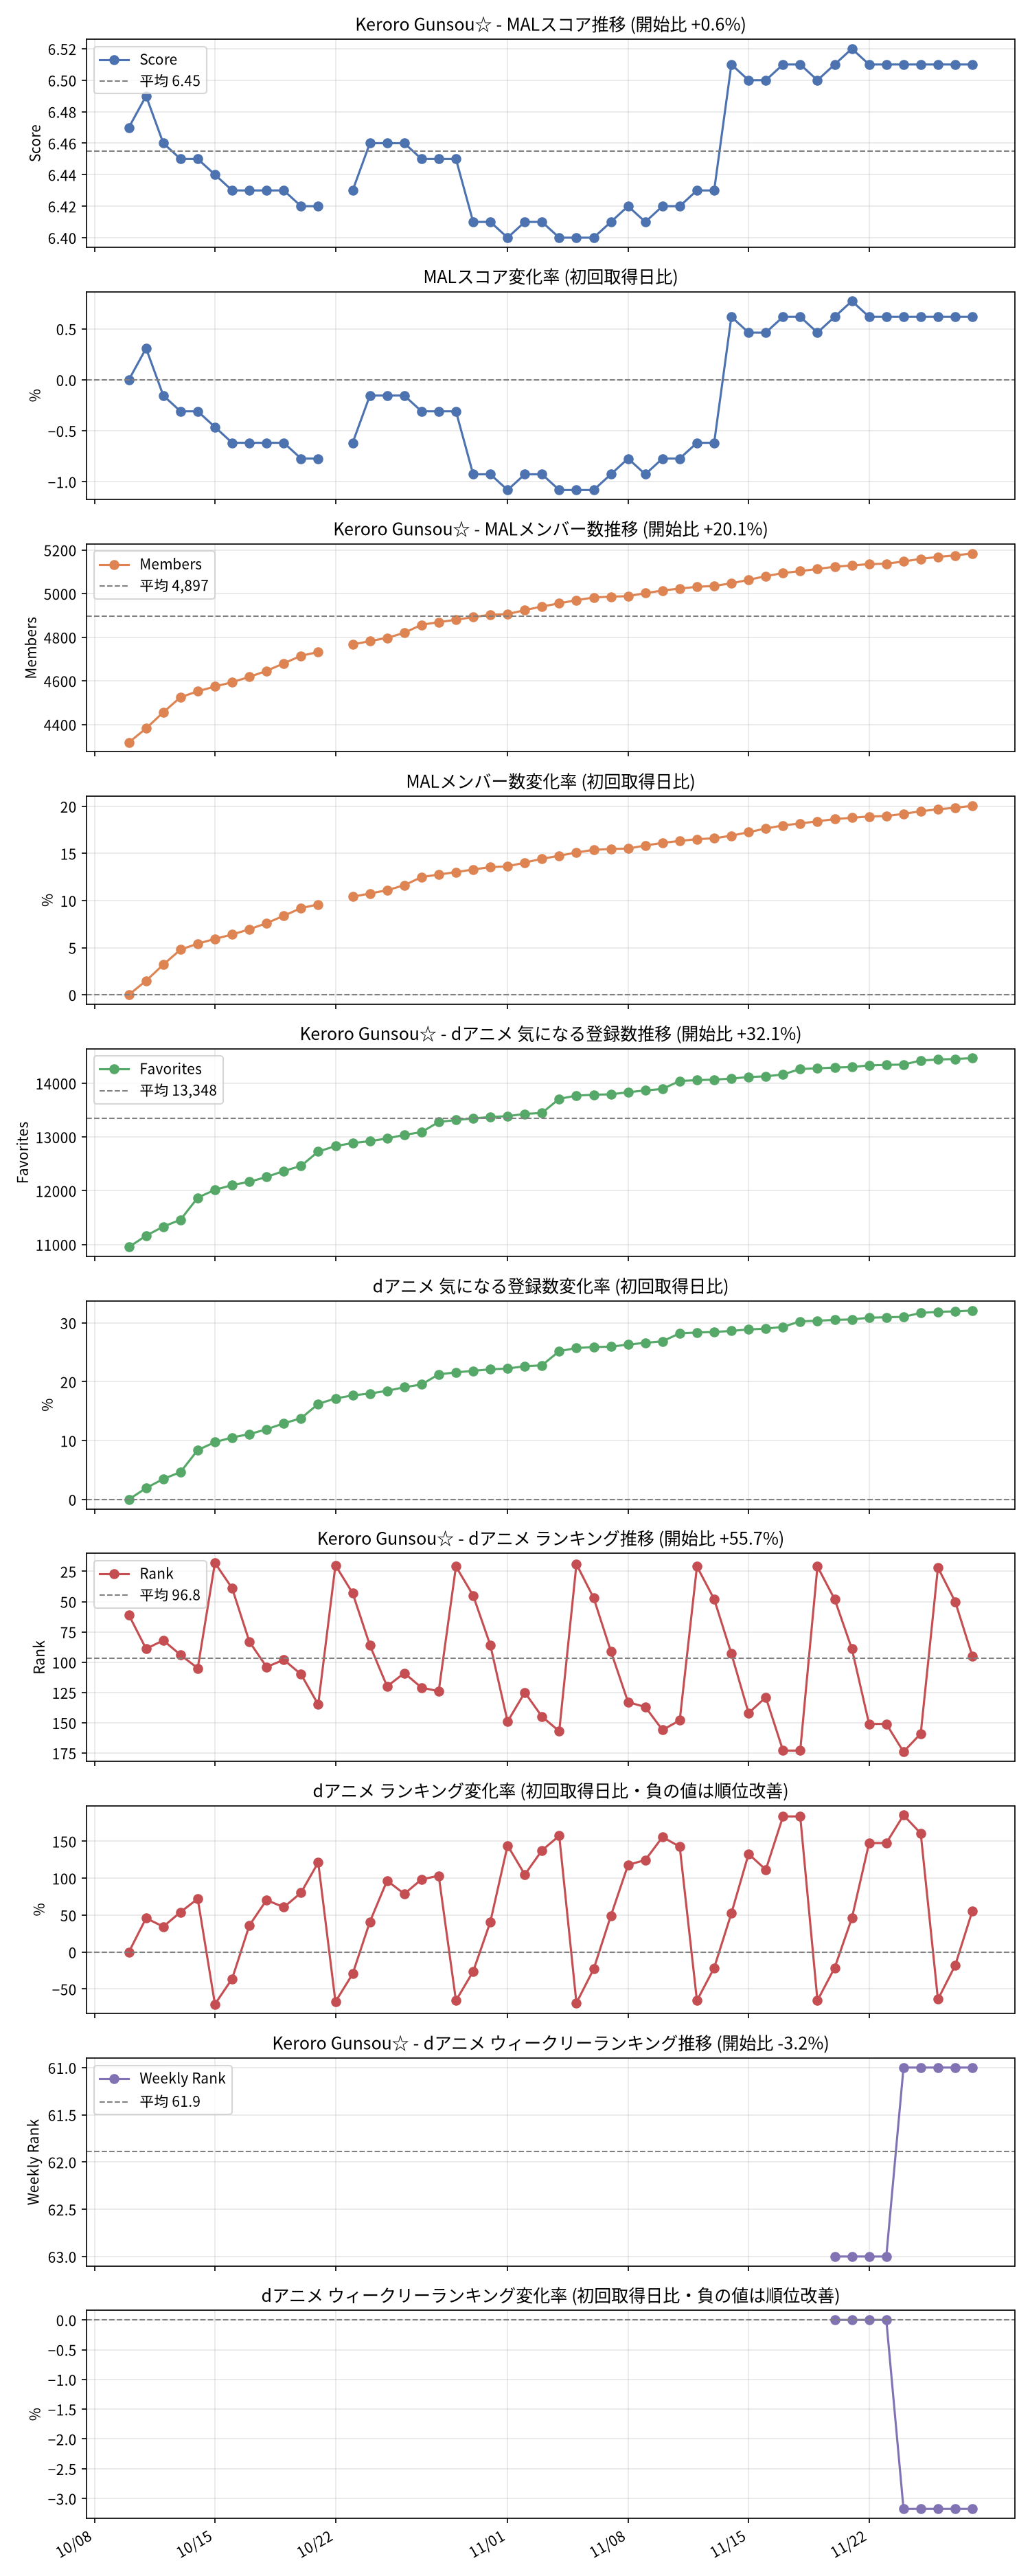 Keroro Gunsou☆ - MALスコア推移 (開始比 +0.6%)
Score
平均 6.45
Score
6.52
6.50
6.48
6.46
6.44
6.42
6.40
MALスコア変化率 (初回取得日比)
%
0.5
0.0
−0.5
−1.0
Keroro Gunsou☆ - MALメンバー数推移 (開始比 +20.1%)
Members
平均 4,897
Members
5200
5000
4800
4600
4400
MALメンバー数変化率 (初回取得日比)
%
20
15
10
5
0
Keroro Gunsou☆ - dアニメ 気になる登録数推移 (開始比 +32.1%)
Favorites
平均 13,348
Favorites
14000
13000
12000
11000
dアニメ 気になる登録数変化率 (初回取得日比)
%
30
20
10
0
Keroro Gunsou☆ - dアニメ ランキング推移 (開始比 +55.7%)
Rank
平均 96.8
Rank
25
50
75
100
125
150
175
dアニメ ランキング変化率 (初回取得日比・負の値は順位改善)
%
150
100
50
0
−50
Keroro Gunsou☆ - dアニメ ウィークリーランキング推移 (開始比 -3.2%)
Weekly Rank
平均 61.9
Weekly Rank
61.0
61.5
62.0
62.5
63.0
dアニメ ウィークリーランキング変化率 (初回取得日比・負の値は順位改善)
%
0.0
−0.5
−1.0
−1.5
−2.0
−2.5
−3.0
10/08
10/15
10/22
11/01
11/08
11/15
11/22